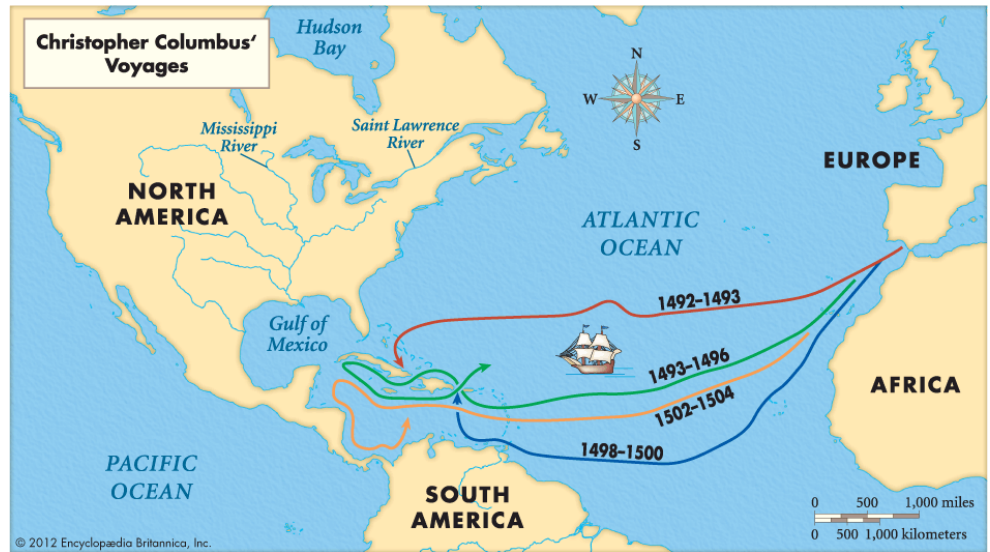 Christopher Columbus‘
Voyages
Hudson
Bay
N
W
E
S
Mississippi
River
Saint Lawrence
River
EUROPE
NORTH
AMERICA
ATLANTIC
OCEAN
1492–1493
Gulf of
Mexico
1493–1496
1502–1504
AFRICA
1498–1500
PACIFIC
OCEAN
SOUTH
AMERICA
0 500 1,000 miles
0 500 1,000 kilometers
© 2012 Encyclopædia Britannica, Inc.